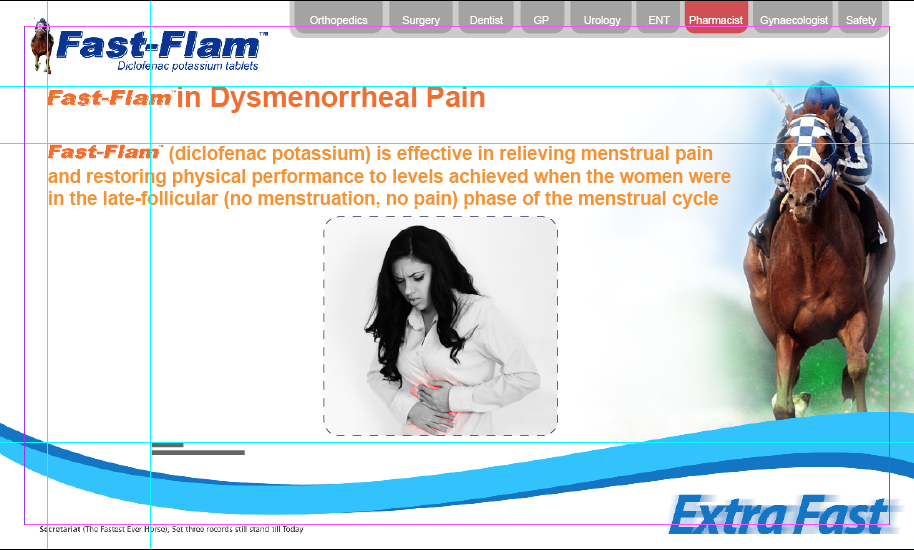 Orthopedics Surgery Dentist GP Urology ENT Pharmacist Gynaecologist Safety
Fast-Flam™
Diclofenac potassium tablets
Fast-Flam™ in Dysmenorrheal Pain
Fast-Flam™ (diclofenac potassium) is effective in relieving menstrual pain
and restoring physical performance to levels achieved when the women were
in the late-follicular (no menstruation, no pain) phase of the menstrual cycle
Secretariat (The Fastest Ever Horse), Set three records still stand till Today
Extra Fast